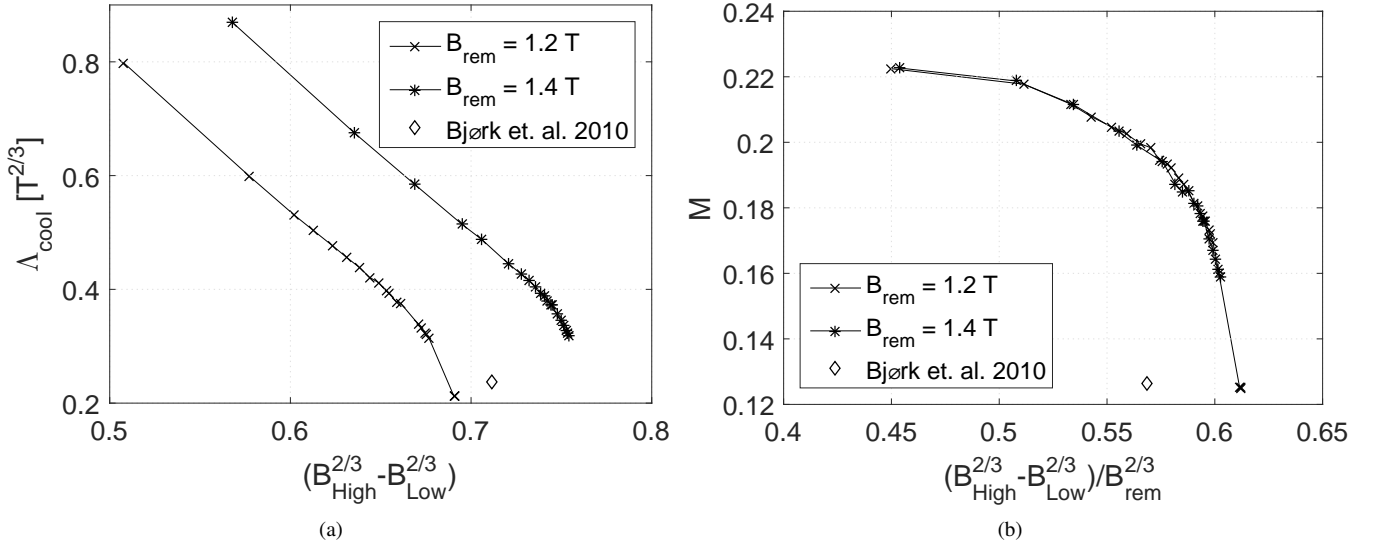 0.8
0.6
0.4
0.2
Λcool [T2/3]
0.5 0.6 0.7 0.8
(B2/3High-B2/3Low)
Brem = 1.2 T
Brem = 1.4 T
Bjørk et. al. 2010
(a)
0.24
0.22
0.2
0.18
0.16
0.14
0.12
M
0.4 0.45 0.5 0.55 0.6 0.65
(B2/3High-B2/3Low)/B2/3rem
Brem = 1.2 T
Brem = 1.4 T
Bjørk et. al. 2010
(b)